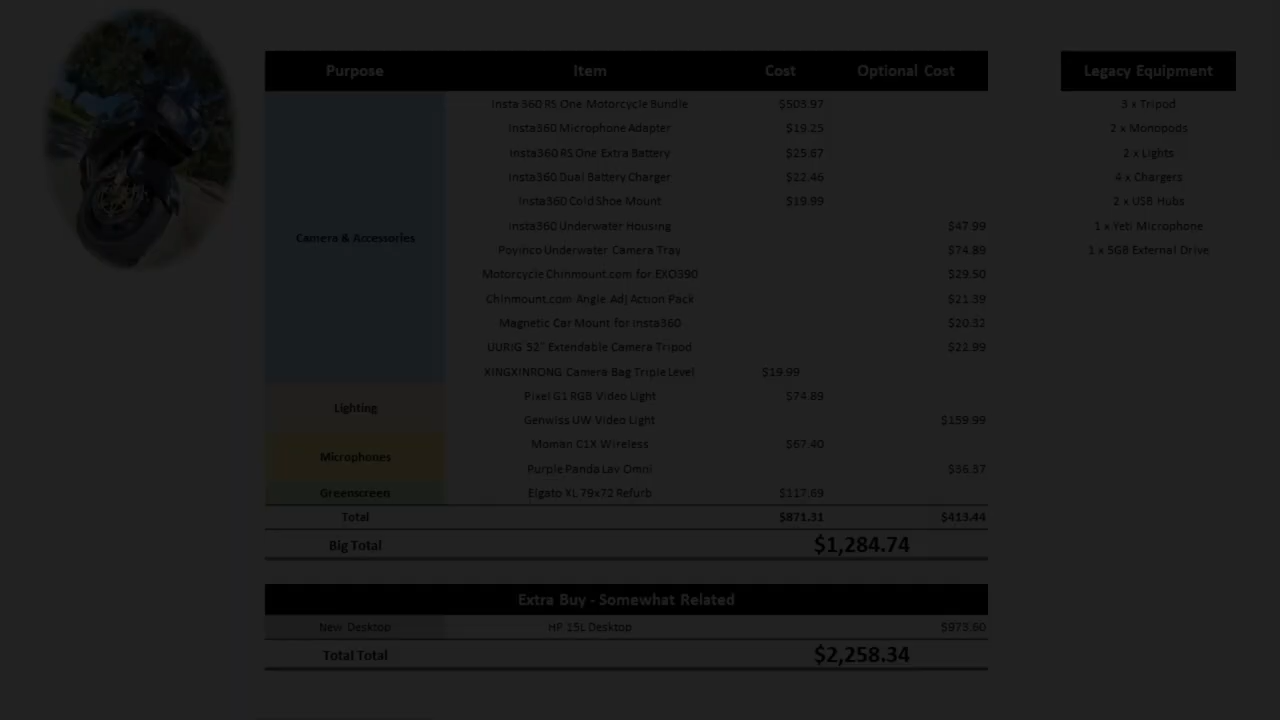 Purpose Item Cost Optional Cost Legacy Equipment
Insta 360 RS One Motorcycle Bundle $503.97 3 x Tripod
Insta360 Microphone Adapter $19.25 2 x Monopods
Insta360 RS One Extra Battery $25.67 2 x Lights
Insta360 Dual Battery Charger $22.46 4 x Chargers
Insta360 Cold Shoe Mount $19.99 2 x USB Hubs
Insta360 Underwater Housing $47.99 1 x Yeti Microphone
Camera & Accessories
Poyinco Underwater Camera Tray $74.89 1 x 5GB External Drive
Motorcycle Chinmount.com for EXO390 $29.50
Chinmount.com Angle Adj Action Pack $21.39
Magnetic Car Mount for Insta360 $20.32
UURIG 52" Extendable Camera Tripod $22.99
XINGXINRONG Camera Bag Triple Level $19.99
Pixel G1 RGB Video Light $74.89
Lighting
Genwiss UW Video Light $159.99
Moman C1X Wireless $67.40
Microphones
Purple Panda Lav Omni $36.37
Greenscreen Elgato XL 79x72 Refurb $117.69
Total $871.31 $413.44
Big Total $1,284.74
Extra Buy - Somewhat Related
New Desktop HP 15L Desktop $973.60
Total Total $2,258.34